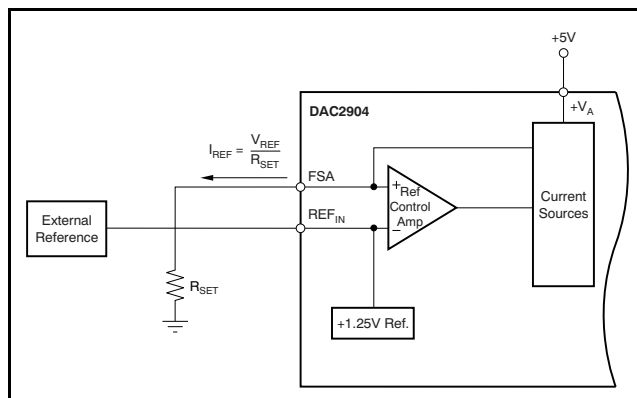 +5V
DAC2904
+V_A
I_REF = V_REF / R_SET
FSA
+
Ref
Control
Amp
Current
Sources
External
Reference
REF_IN
–
R_SET
+1.25V Ref.